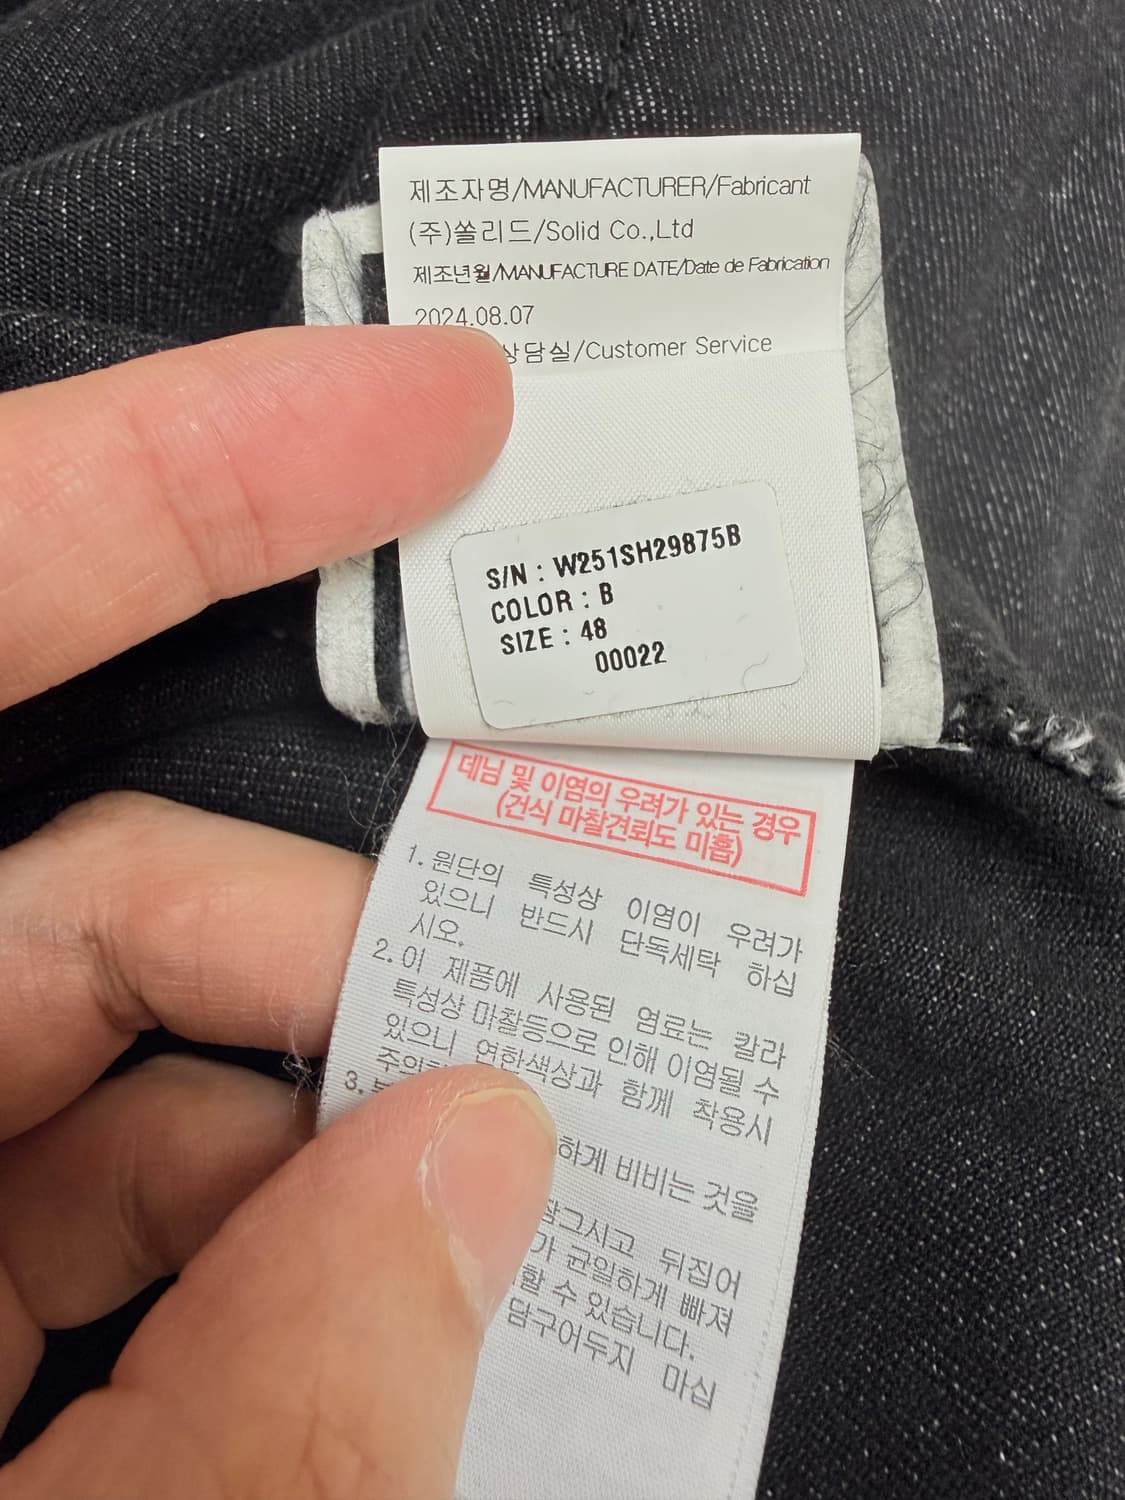 제조자명/MANUFACTURER/Fabricant
(주)쏠리드/Solid Co.,Ltd
제조년월/MANUFACTURE DATE/Date de Fabrication
2024.08.07
상담실/Customer Service
S/N : W251SH29875B
COLOR : B
SIZE : 48
00022
데님 및 이염의 우려가 있는 경우
(건식 마찰견뢰도 미흡)
1. 원단의 특성상 이염이 우려가
있으니 반드시 단독세탁 하십
시오.
2. 이 제품에 사용된 염료는 칼라
특성상 마찰등으로 인해 이염될 수
있으니 연한색상과 함께 착용시
3.
하게 비비는 것을
잠그시고 뒤집어
가 균일하게 빠져
할 수 있습니다.
담구어두지 마십